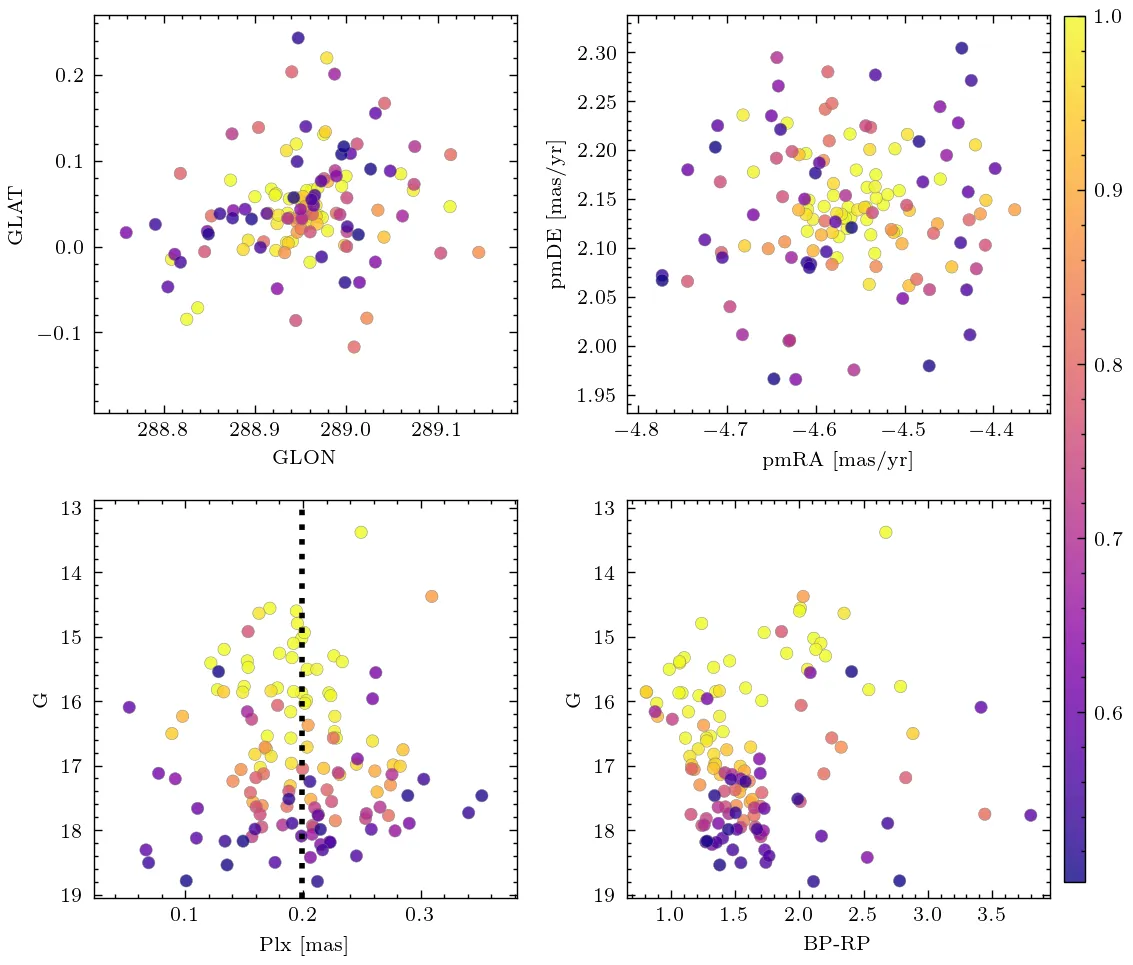 0.2
0.1
0.0
−0.1
GLAT
288.8 288.9 289.0 289.1
GLON
2.30
2.25
2.20
2.15
2.10
2.05
2.00
1.95
pmDE [mas/yr]
−4.8 −4.7 −4.6 −4.5 −4.4
pmRA [mas/yr]
1.0
0.9
0.8
0.7
0.6
13
14
15
16
17
18
19
G
0.1 0.2 0.3
Plx [mas]
13
14
15
16
17
18
19
G
1.0 1.5 2.0 2.5 3.0 3.5
BP-RP